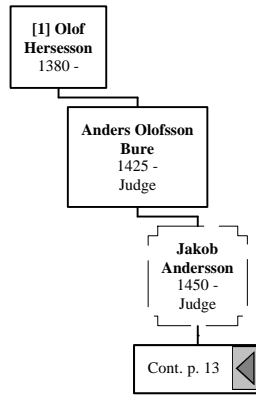 [1] Olof
Hersesson
1380 -
Anders Olofsson
Bure
1425 -
Judge
Jakob
Andersson
1450 -
Judge
Cont. p. 13